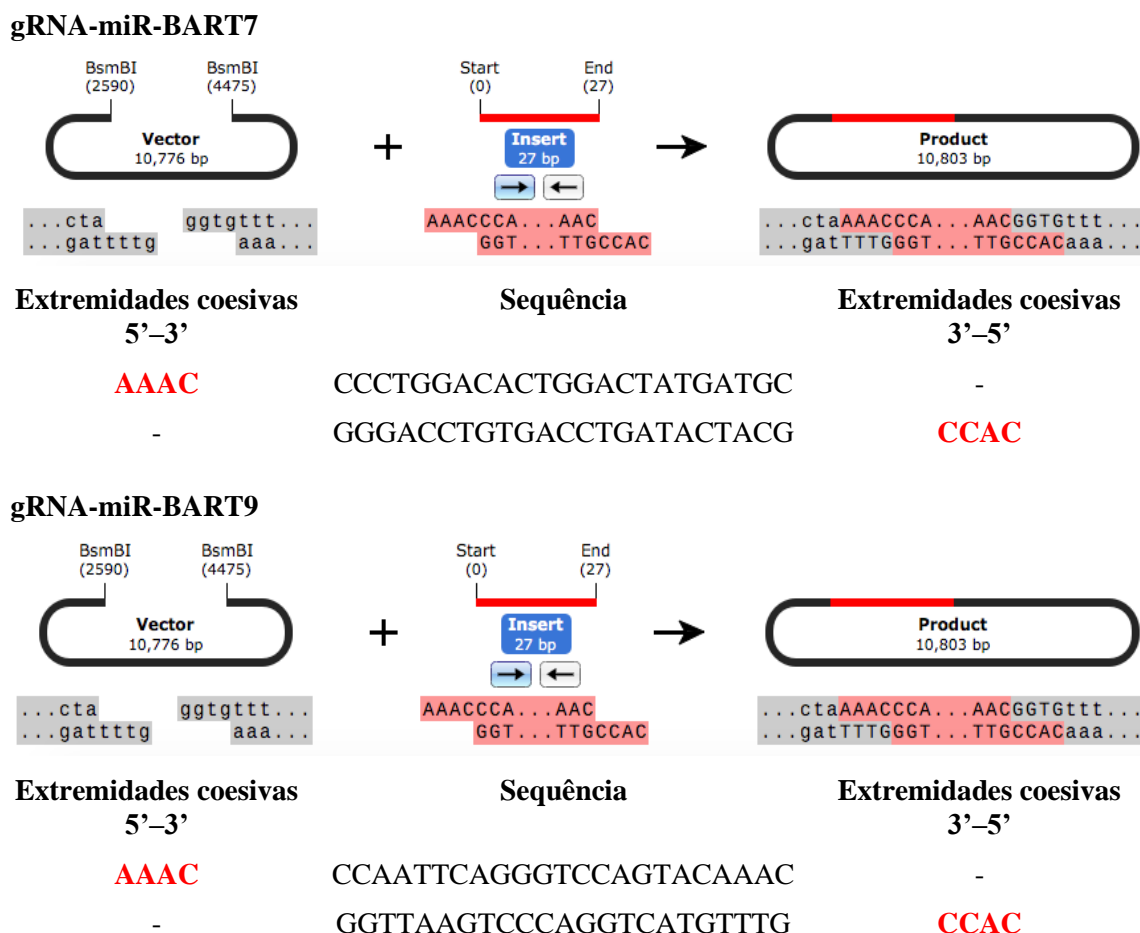 gRNA-miR-BART7
BsmBI BsmBI Start End
(2590) (4475) (0) (27)
Vector + Insert Product
10,776 bp 27 bp 10,803 bp
...cta ggtgttt... AAACCCA...AAC ...ctaAAACCCA...AACGGTGttt...
...gattttg aaa... GGT...TTGCCAC ...gatTTTGGGT...TTGCCACaaa...
Extremidades coesivas Sequência Extremidades coesivas
5’–3’ 3’–5’
AAAC CCCTGGACACTGGACTATGATGC -
- GGGACCTGTGACCTGATACTACG CCAC
gRNA-miR-BART9
BsmBI BsmBI Start End
(2590) (4475) (0) (27)
Vector + Insert Product
10,776 bp 27 bp 10,803 bp
...cta ggtgttt... AAACCCA...AAC ...ctaAAACCCA...AACGGTGttt...
...gattttg aaa... GGT...TTGCCAC ...gatTTTGGGT...TTGCCACaaa...
Extremidades coesivas Sequência Extremidades coesivas
5’–3’ 3’–5’
AAAC CCAATTCAGGGTCCAGTACAAAC -
- GGTTAAGTCCCAGGTCATGTTTG CCAC